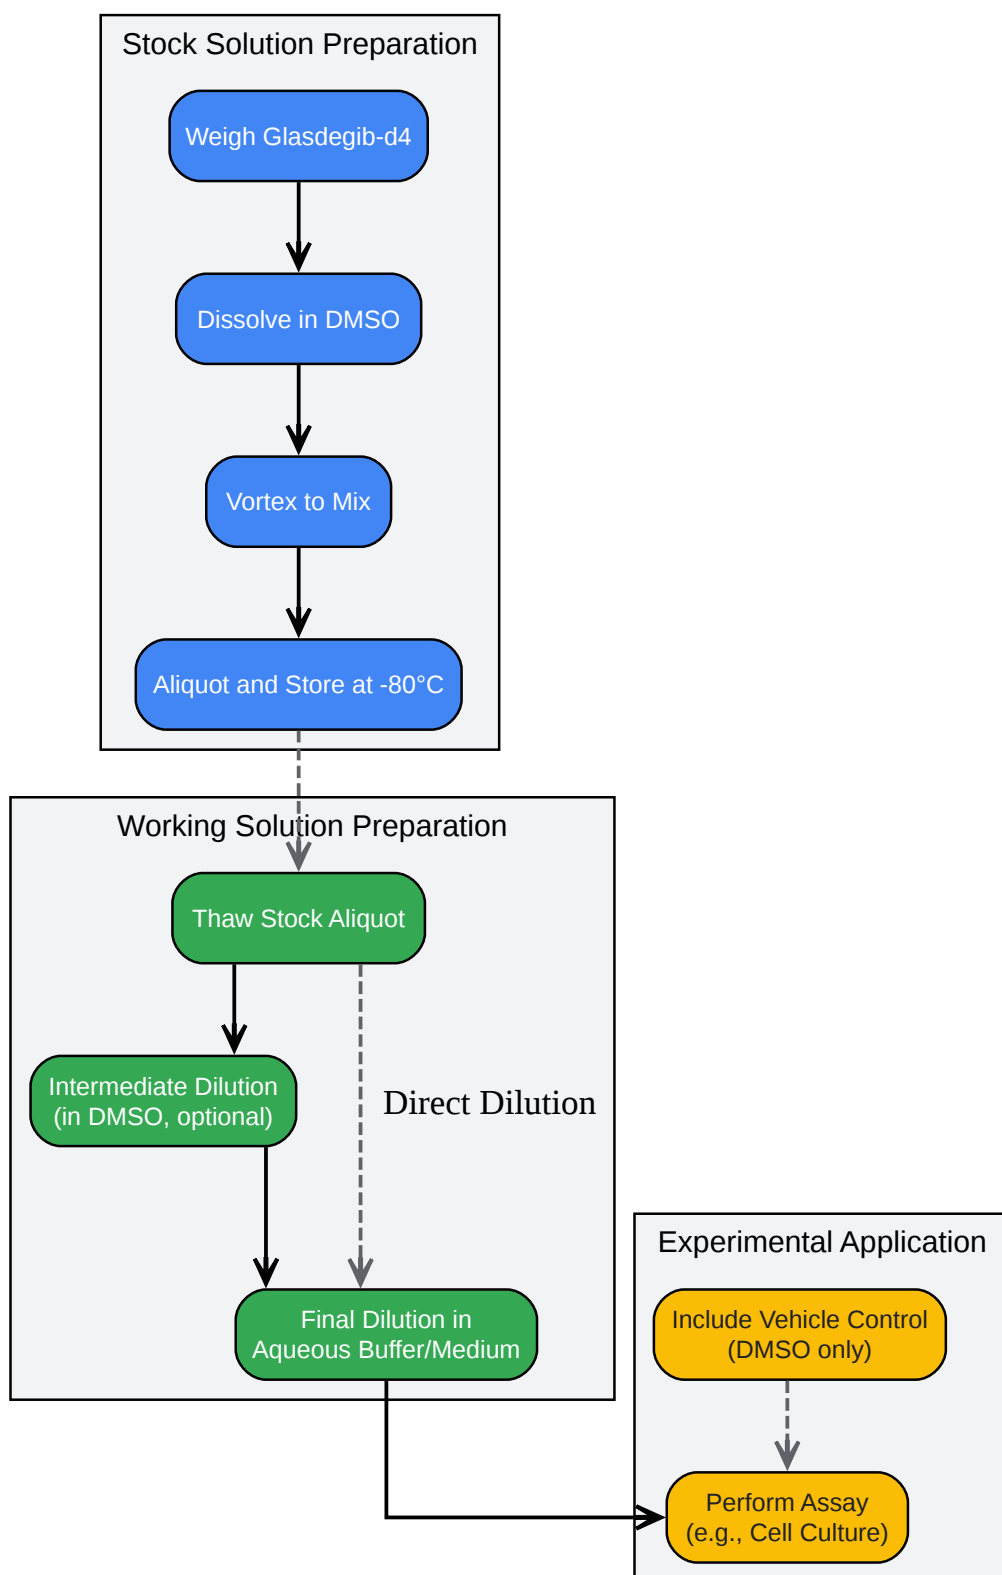 Stock Solution Preparation
Weigh Glasdegib-d4
Dissolve in DMSO
Vortex to Mix
Aliquot and Store at -80°C
Working Solution Preparation
Thaw Stock Aliquot
Intermediate Dilution
(in DMSO, optional)
Direct Dilution
Final Dilution in
Aqueous Buffer/Medium
Experimental Application
Include Vehicle Control
(DMSO only)
Perform Assay
(e.g., Cell Culture)